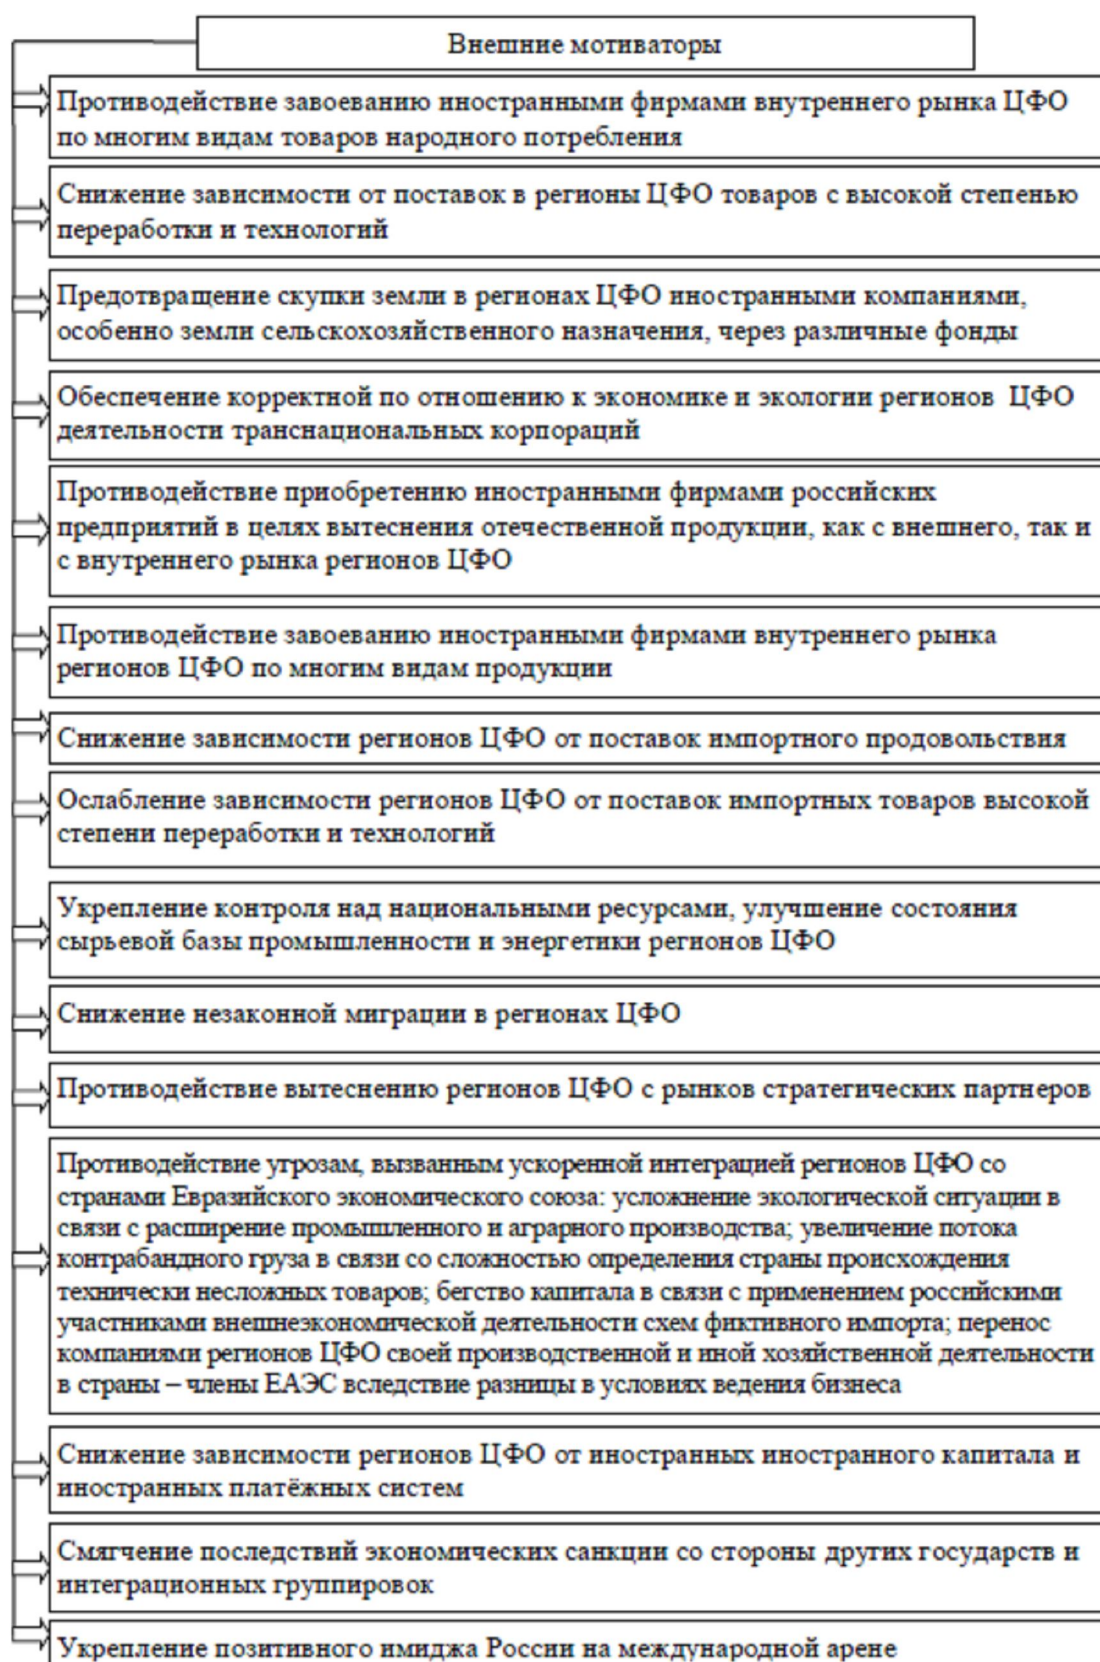 Внешние мотиваторы
Противодействие завоеванию иностранными фирмами внутреннего рынка ЦФО
по многим видам товаров народного потребления
Снижение зависимости от поставок в регионы ЦФО товаров с высокой степенью
переработки и технологий
Предотвращение скупки земли в регионах ЦФО иностранными компаниями,
особенно земли сельскохозяйственного назначения, через различные фонды
Обеспечение корректной по отношению к экономике и экологии регионов ЦФО
деятельности транснациональных корпораций
Противодействие приобретению иностранными фирмами российских
предприятий в целях вытеснения отечественной продукции, как с внешнего, так и
с внутреннего рынка регионов ЦФО
Противодействие завоеванию иностранными фирмами внутреннего рынка
регионов ЦФО по многим видам продукции
Снижение зависимости регионов ЦФО от поставок импортного продовольствия
Ослабление зависимости регионов ЦФО от поставок импортных товаров высокой
степени переработки и технологий
Укрепление контроля над национальными ресурсами, улучшение состояния
сырьевой базы промышленности и энергетики регионов ЦФО
Снижение незаконной миграции в регионах ЦФО
Противодействие вытеснению регионов ЦФО с рынков стратегических партнеров
Противодействие угрозам, вызванным ускоренной интеграцией регионов ЦФО со
странами Евразийского экономического союза: усложнение экологической ситуации в
связи с расширение промышленного и аграрного производства; увеличение потока
контрабандного груза в связи со сложностью определения страны происхождения
технически несложных товаров; бегство капитала в связи с применением российскими
участниками внешнеэкономической деятельности схем фиктивного импорта; перенос
компаниями регионов ЦФО своей производственной и иной хозяйственной деятельности
в страны – члены ЕАЭС вследствие разницы в условиях ведения бизнеса
Снижение зависимости регионов ЦФО от иностранных иностранного капитала и
иностранных платёжных систем
Смягчение последствий экономических санкции со стороны других государств и
интеграционных группировок
Укрепление позитивного имиджа России на международной арене